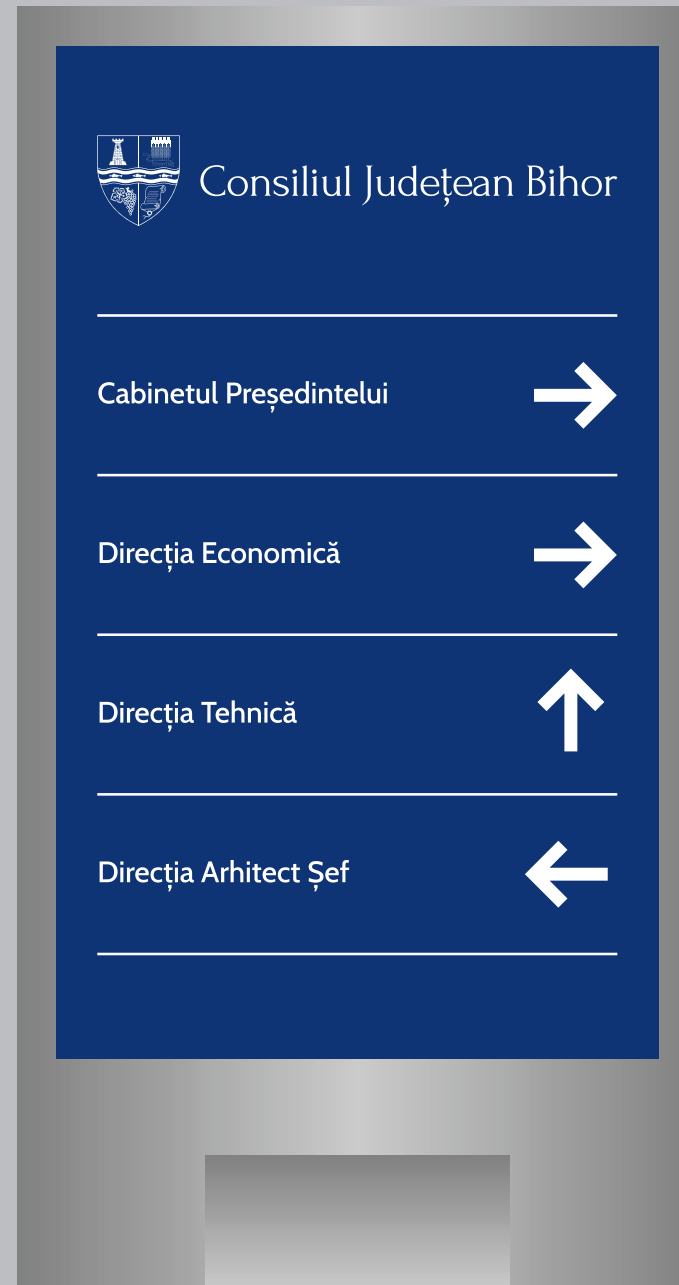 Consiliul Județean Bihor
Cabinetul Președintelui
Direcția Economică
Direcția Tehnică
Direcția Arhitect Șef